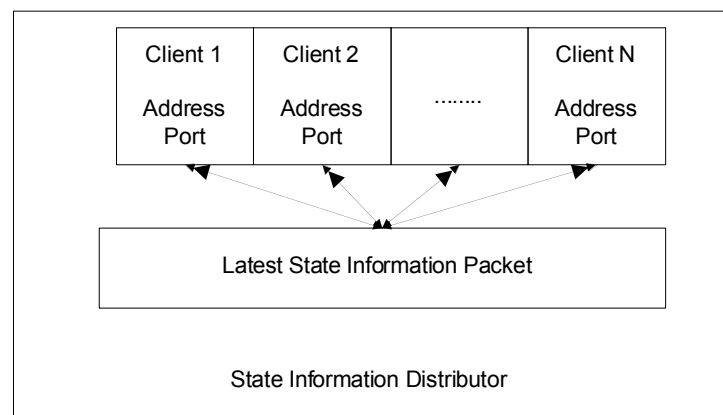 Client 1
Address
Port
Client 2
Address
Port
........
Client N
Address
Port
Latest State Information Packet
State Information Distributor